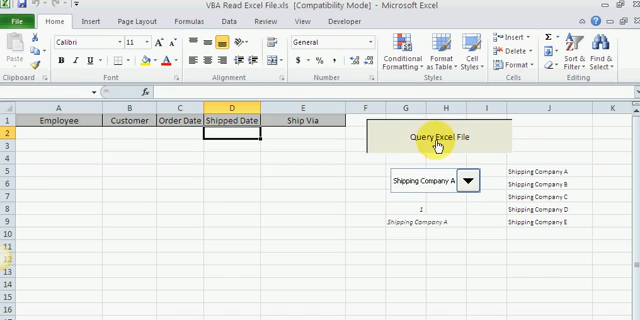 VBA Read Excel File.xls [Compatibility Mode] - Microsoft Excel
File Home Insert Page Layout Formulas Data Review View Developer
Calibri 11 A A General Insert
B I U $ % , Conditional Formatting Format as Table Cell Styles Delete Sort & Filter Find & Select
Format
Clipboard Font Alignment Number Styles Cells Editing
fx
A B C D E F G H I J K
1 Employee Customer Order Date Shipped Date Ship Via
2 Query Excel File
3
4
5 Shipping Company A Shipping Company A
6 Shipping Company B
7 Shipping Company C
8 1 Shipping Company D
9 Shipping Company A Shipping Company E
10
11
12
13
14
15
16